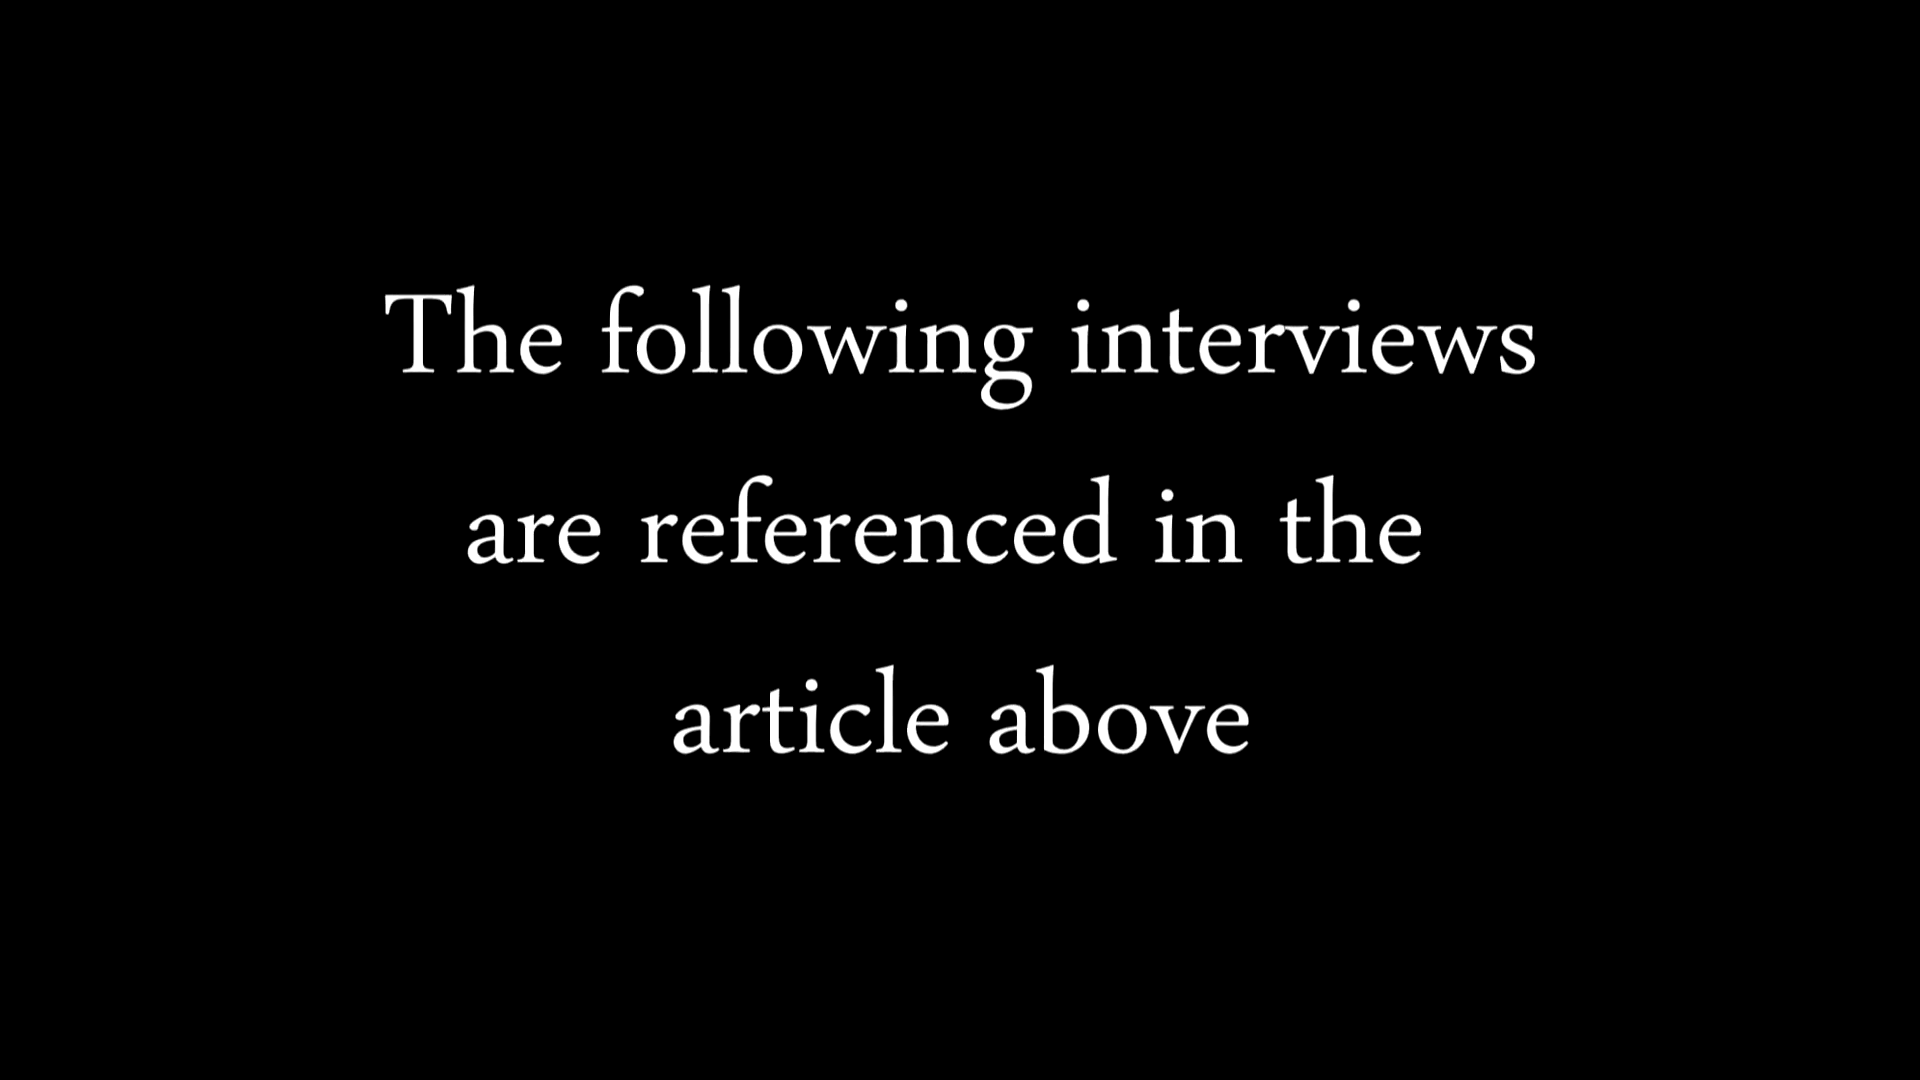 The following interviews
are referenced in the
article above